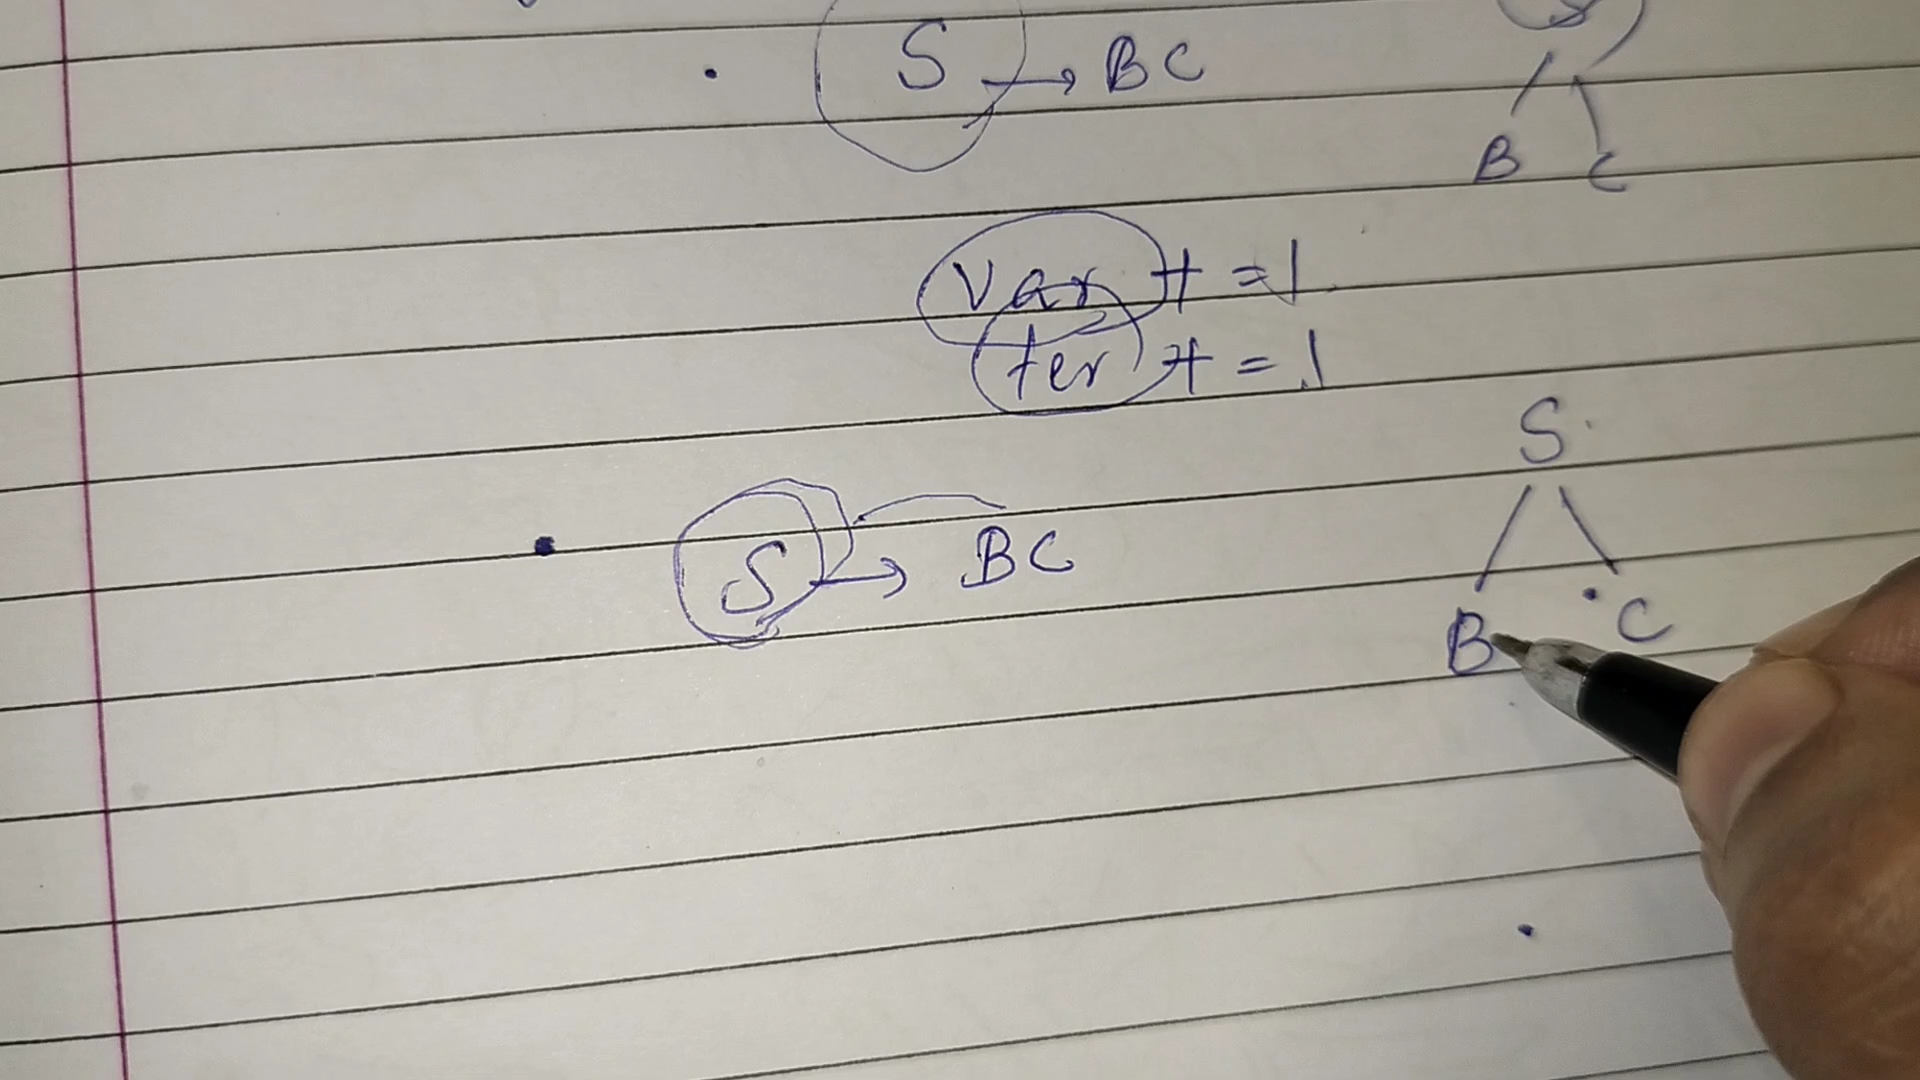 S → BC
S
B C
var + = 1
ter + = 1
S
S → BC
B C